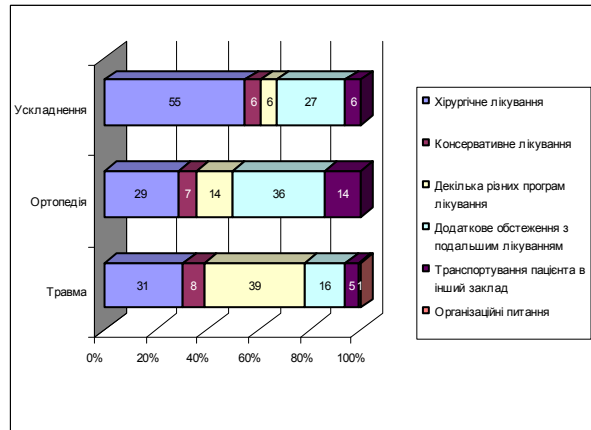 Ускладнення
55
6
6
27
6
Ортопедія
29
7
14
36
14
Травма
31
8
39
16
5
1
0%
20%
40%
60%
80%
100%
Хірургічне лікування
Консервативне лікування
Декілька різних програм
лікування
Додаткове обстеження з
подальшим лікуванням
Транспортування пацієнта в
інший заклад
Організаційні питання